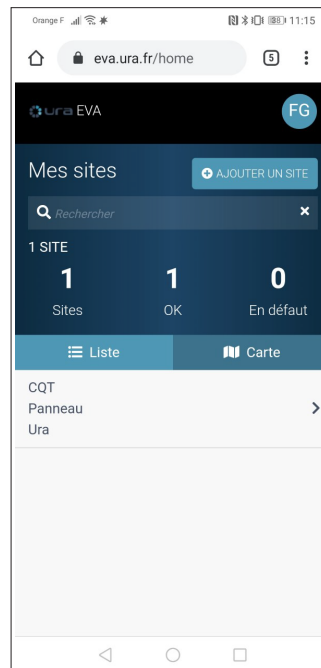 Orange F 11:15
eva.ura.fr/home 5
ura EVA FG
Mes sites AJOUTER UN SITE
Rechercher
1 SITE
1 1 0
Sites OK En défaut
Liste Carte
CQT
Panneau
Ura